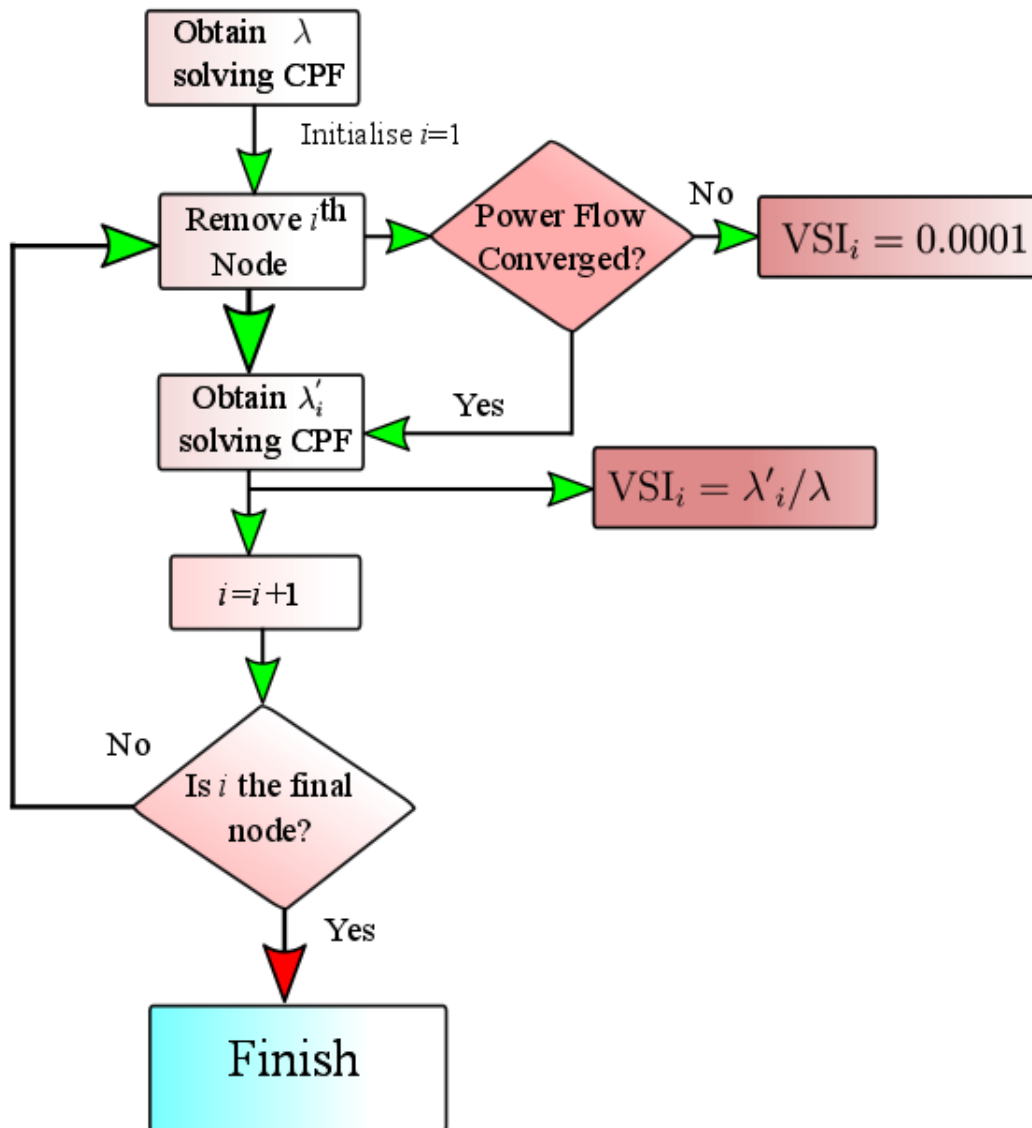 Obtain λ
solving CPF
Initialise i=1
Remove iᵗʰ
Node
Power Flow
Converged?
No
VSIᵢ = 0.0001
Obtain λᵢ′
solving CPF
Yes
VSIᵢ = λ′ᵢ/λ
i=i+1
No
Is i the final
node?
Yes
Finish